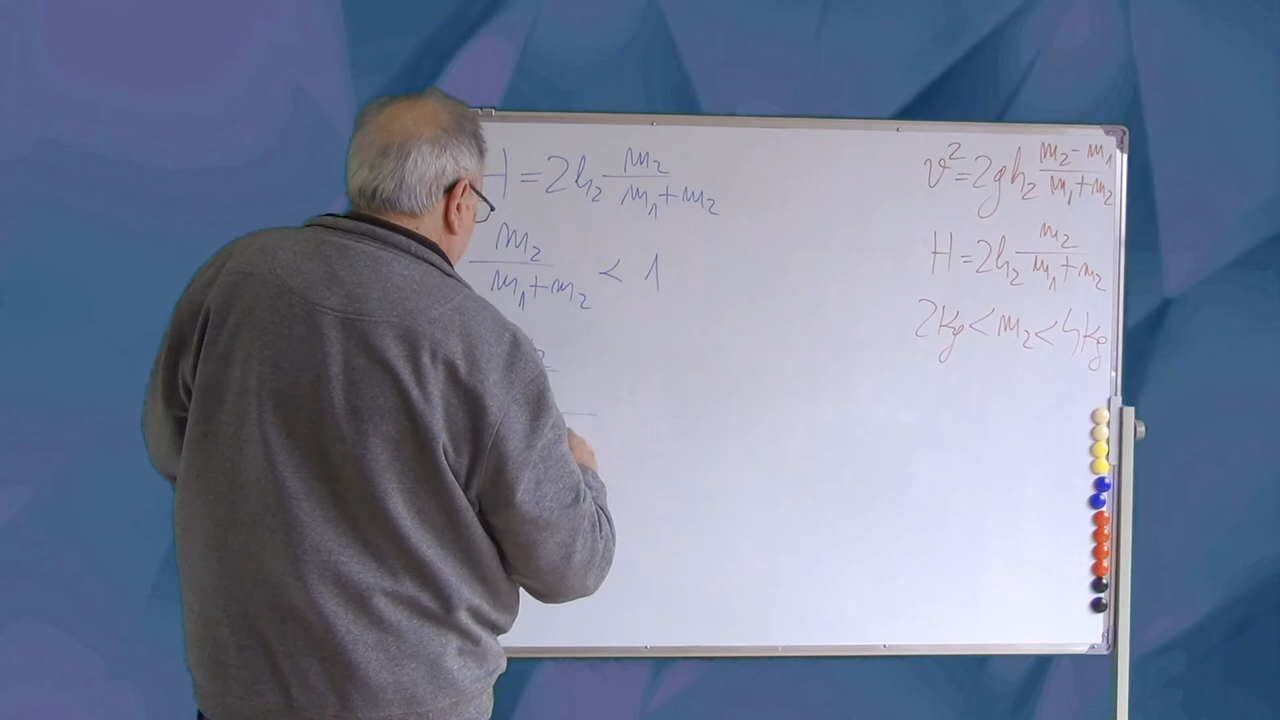 H = 2h₂ m₂/(m₁+m₂)
m₂/(m₁+m₂) < 1
v² = 2gh₂ (m₂-m₁)/(m₁+m₂)
H = 2h₂ m₂/(m₁+m₂)
2kg < m₂ < 4kg